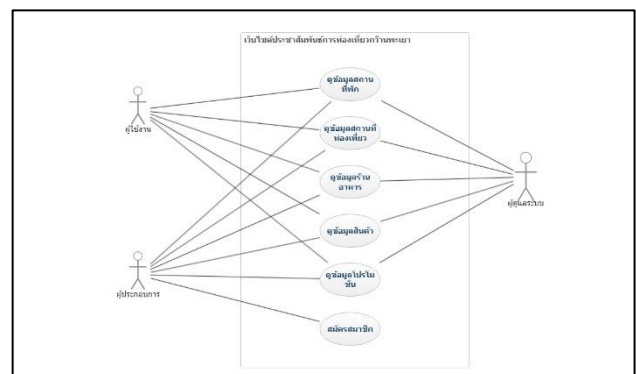 เว็บไซต์ประชาสัมพันธ์การท่องเที่ยวกว๊านพะเยา
ดูข้อมูลสถาน
ที่พัก
ผู้ใช้งาน
ดูข้อมูลสถานที่
ท่องเที่ยว
ดูข้อมูลร้าน
อาหาร
ผู้ดูแลระบบ
ดูข้อมูลสินค้า
ดูข้อมูลโปรโม
ชั่น
ผู้ประกอบการ
สมัครสมาชิก